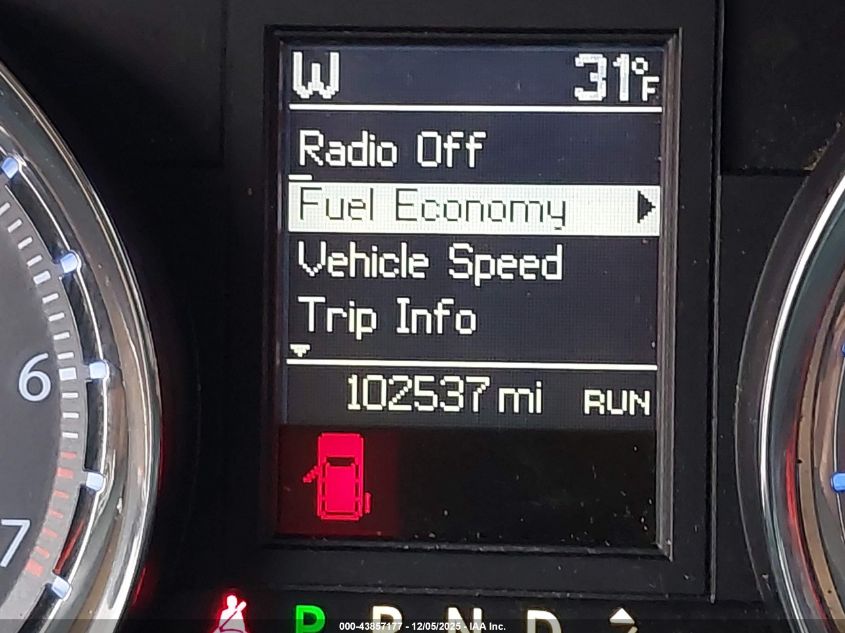 W 31°F
Radio Off
Fuel Economy
Vehicle Speed
Trip Info
102537 mi RUN
6
7
P R N D
000-43857177 - 12/05/2025 - IAA Inc.